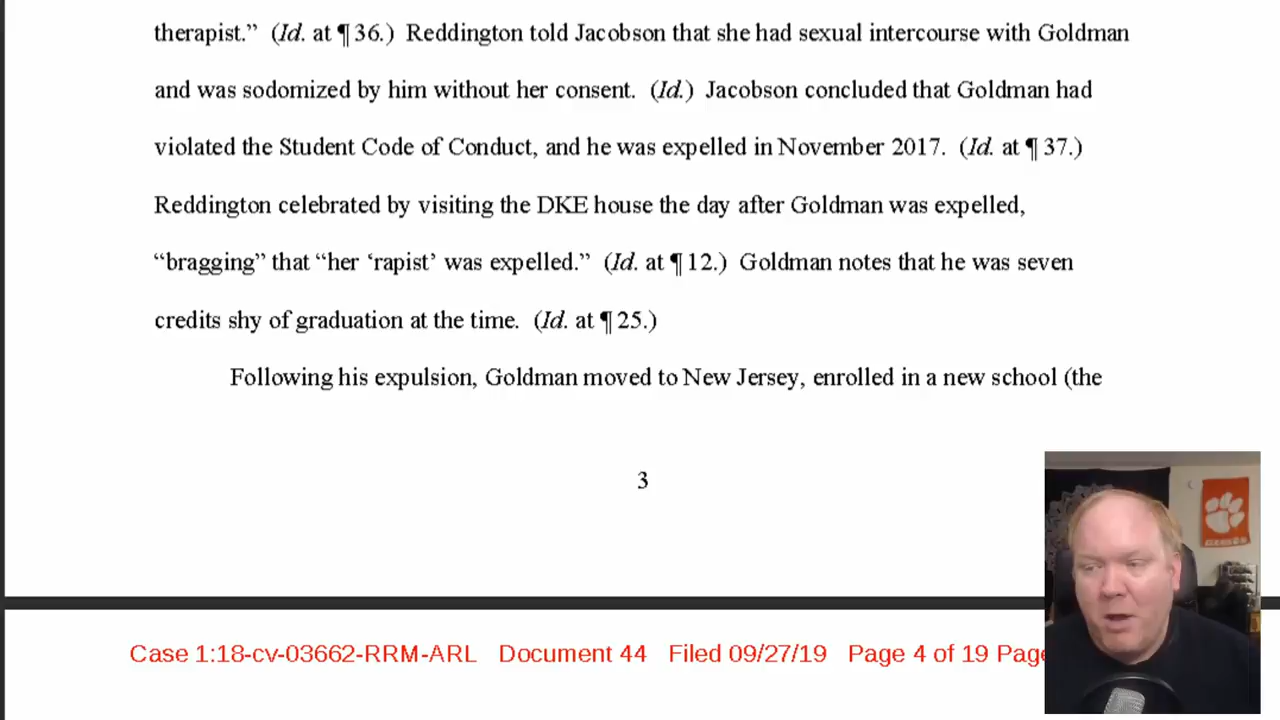 therapist.” (Id. at ¶ 36.) Reddington told Jacobson that she had sexual intercourse with Goldman
and was sodomized by him without her consent. (Id.) Jacobson concluded that Goldman had
violated the Student Code of Conduct, and he was expelled in November 2017. (Id. at ¶ 37.)
Reddington celebrated by visiting the DKE house the day after Goldman was expelled,
“bragging” that “her ‘rapist’ was expelled.” (Id. at ¶ 12.) Goldman notes that he was seven
credits shy of graduation at the time. (Id. at ¶ 25.)
Following his expulsion, Goldman moved to New Jersey, enrolled in a new school (the
3
Case 1:18-cv-03662-RRM-ARL Document 44 Filed 09/27/19 Page 4 of 19 Page